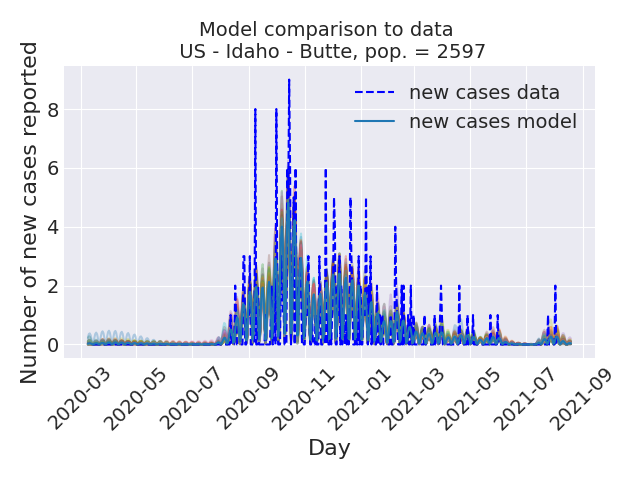 Model comparison to data
US - Idaho - Butte, pop. = 2597
new cases data
new cases model
Number of new cases reported
8
6
4
2
0
2020-03
2020-05
2020-07
2020-09
2020-11
2021-01
2021-03
2021-05
2021-07
2021-09
Day